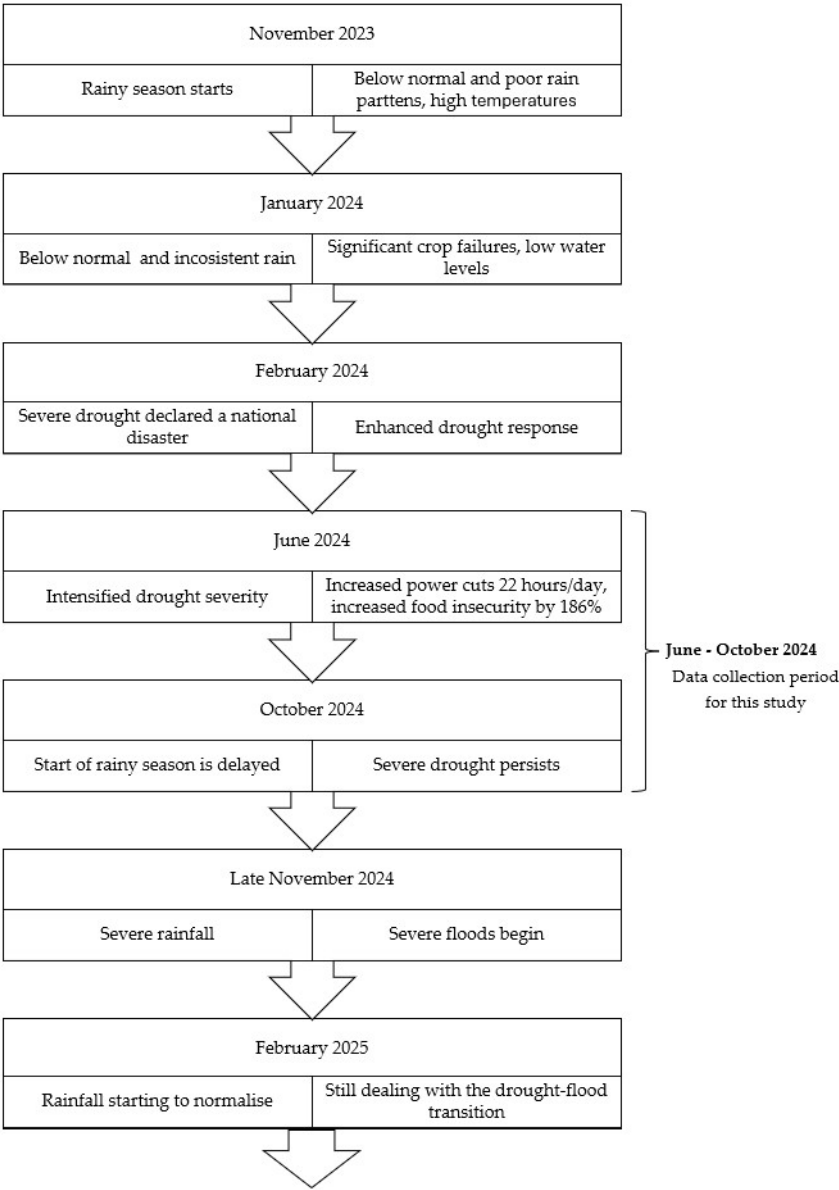 November 2023
Rainy season starts
Below normal and poor rain
parttens, high temperatures
January 2024
Below normal and incosistent rain
Significant crop failures, low water
levels
February 2024
Severe drought declared a national
disaster
Enhanced drought response
June 2024
Intensified drought severity
Increased power cuts 22 hours/day,
increased food insecurity by 186%
October 2024
Start of rainy season is delayed
Severe drought persists
June - October 2024
Data collection period
for this study
Late November 2024
Severe rainfall
Severe floods begin
February 2025
Rainfall starting to normalise
Still dealing with the drought-flood
transition